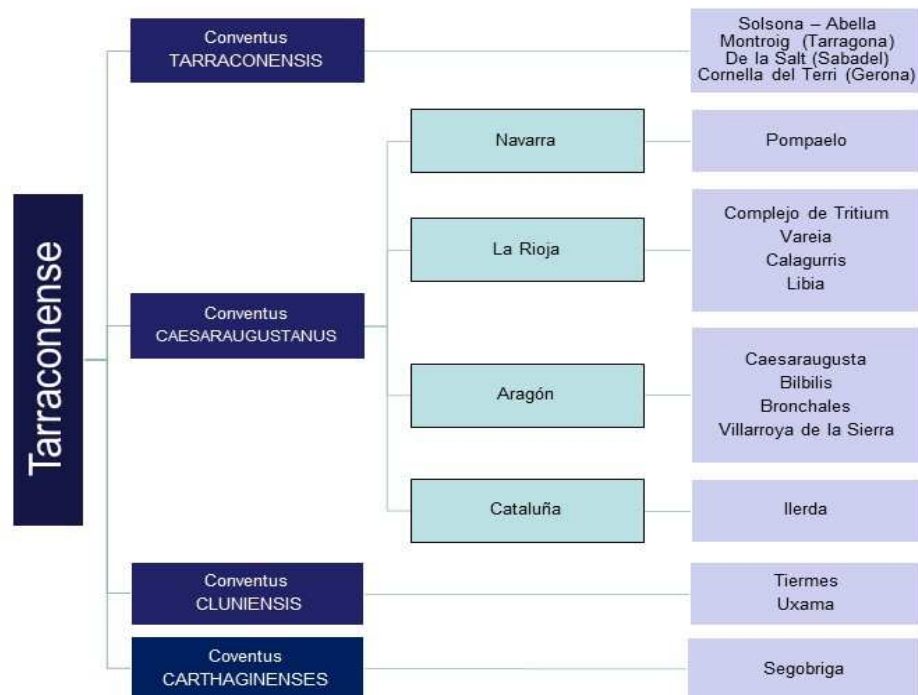 Tarraconense
Conventus
TARRACONENSIS
Solsona – Abella
Montroig (Tarragona)
De la Salt (Sabadel)
Cornella del Terri (Gerona)
Conventus
CAESARAUGUSTANUS
Navarra
Pompaelo
La Rioja
Complejo de Tritium
Vareia
Calagurris
Libia
Aragón
Caesaraugusta
Bilbilis
Bronchales
Villarroya de la Sierra
Cataluña
Ilerda
Conventus
CLUNIENSIS
Tiermes
Uxama
Coventus
CARTHAGINENSES
Segobriga